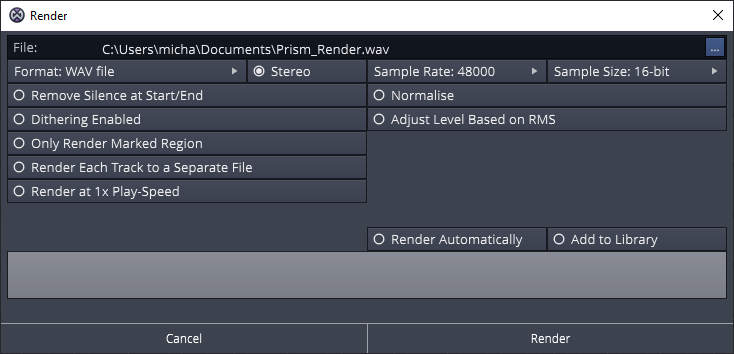 Render
File: C:\Users\micha\Documents\Prism_Render.wav ...
Format: WAV file Stereo Sample Rate: 48000 Sample Size: 16-bit
Remove Silence at Start/End Normalise
Dithering Enabled Adjust Level Based on RMS
Only Render Marked Region
Render Each Track to a Separate File
Render at 1x Play-Speed
Render Automatically Add to Library
Cancel Render